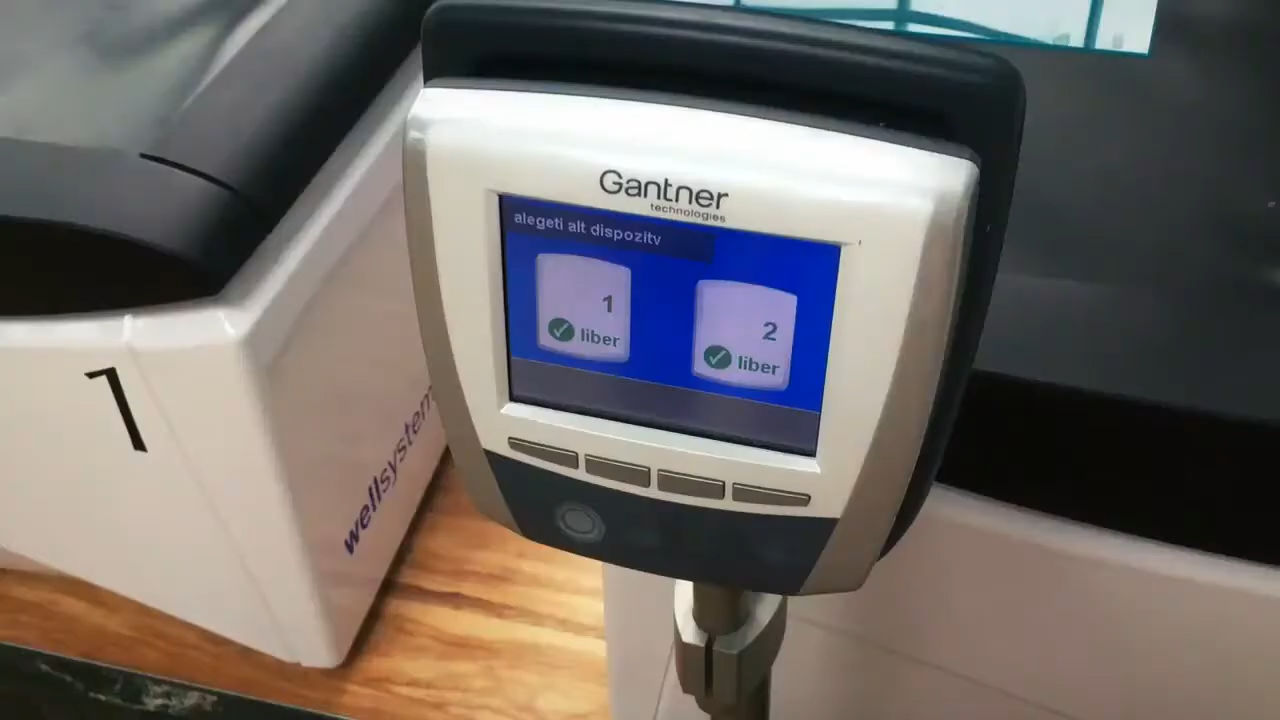 Gantner
technologies
alegeti alt dispozitv
1
liber
2
liber
1
wellsystem